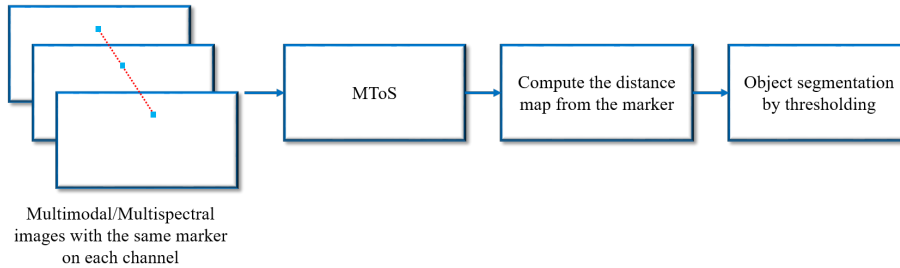 Multimodal/Multispectral
images with the same marker
on each channel
MToS
Compute the distance
map from the marker
Object segmentation
by thresholding